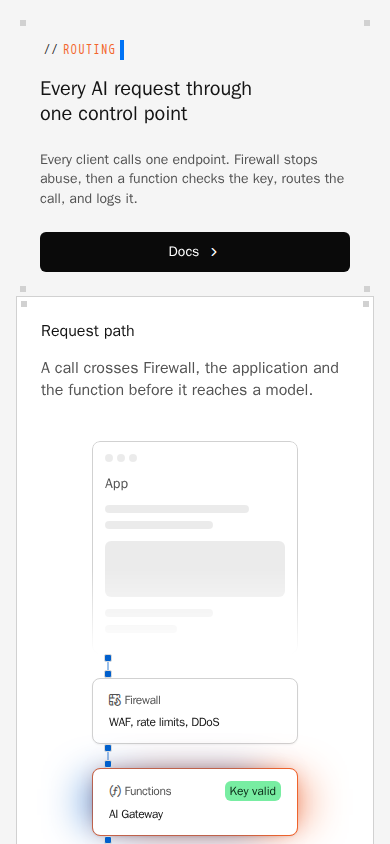 // ROUTING
Every AI request through
one control point
Every client calls one endpoint. Firewall stops
abuse, then a function checks the key, routes the
call, and logs it.
Docs
Request path
A call crosses Firewall, the application and
the function before it reaches a model.
App
Firewall
WAF, rate limits, DDoS
Functions Key valid
AI Gateway